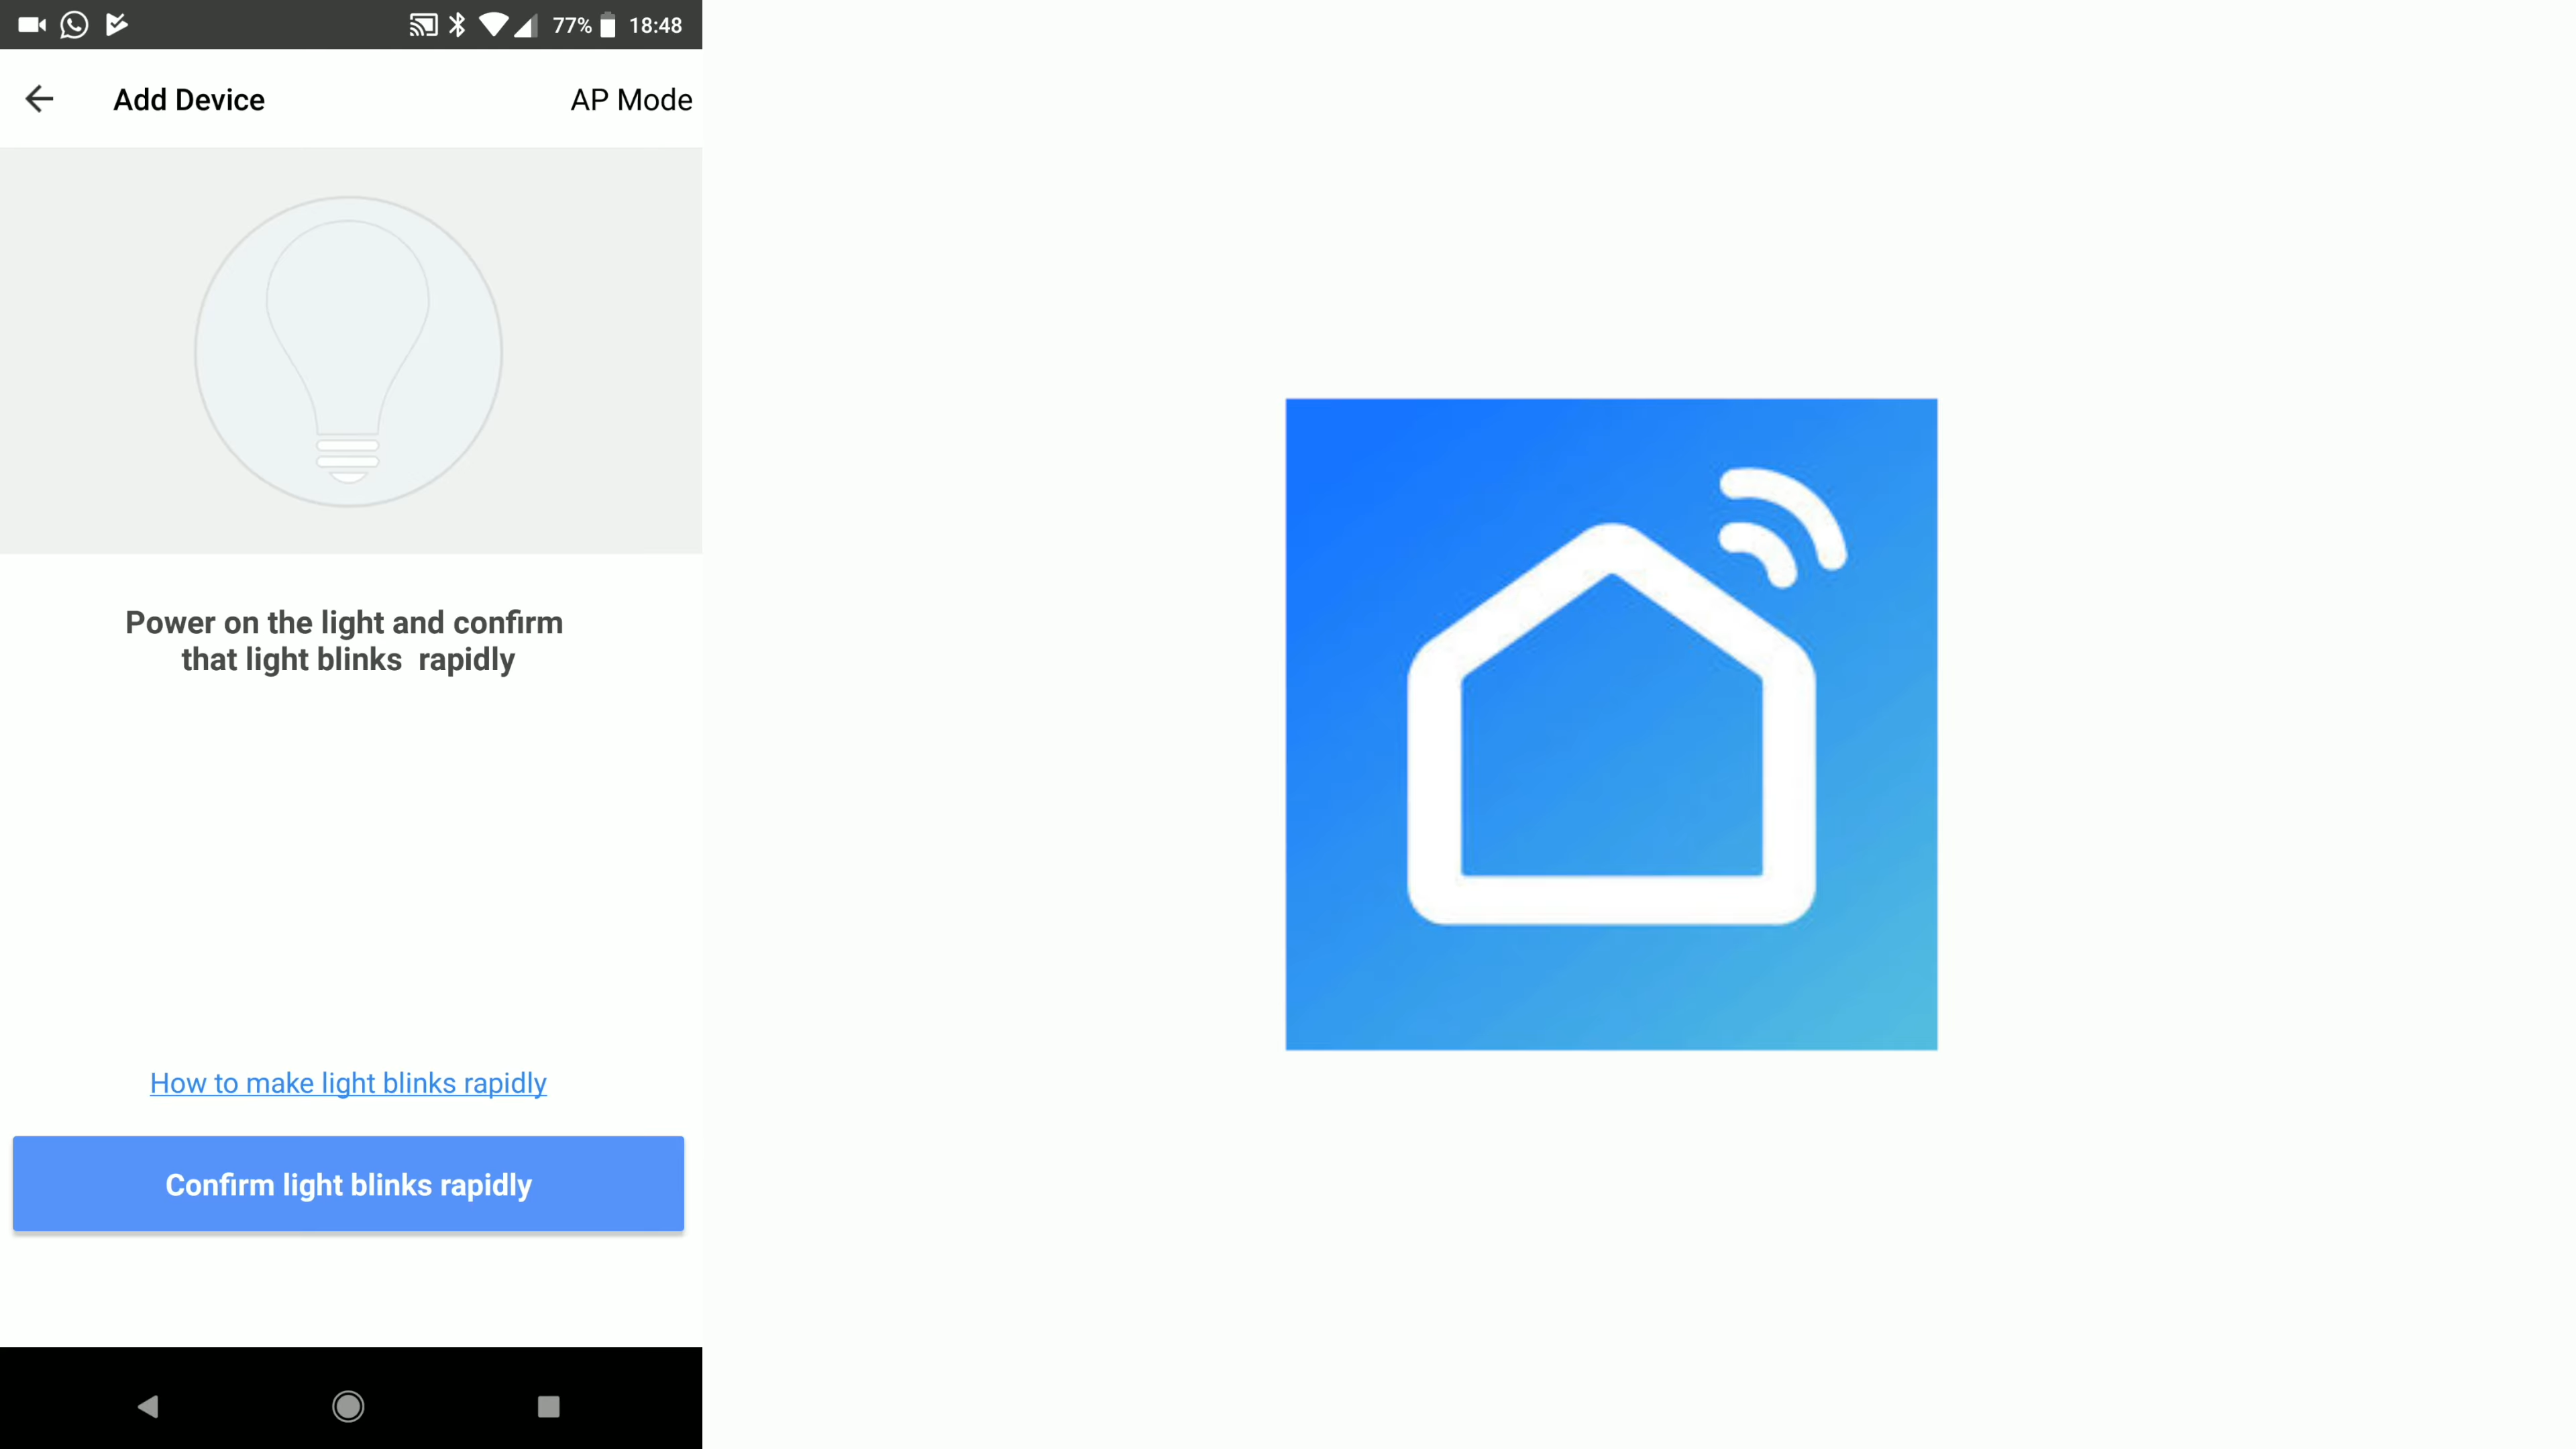 77% 18:48
Add Device AP Mode
Power on the light and confirm
that light blinks  rapidly
How to make light blinks rapidly
Confirm light blinks rapidly